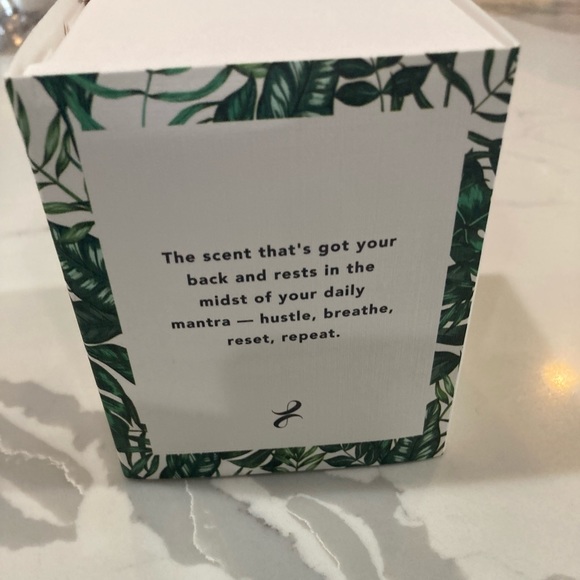 The scent that's got your
back and rests in the
midst of your daily
mantra — hustle, breathe,
reset, repeat.